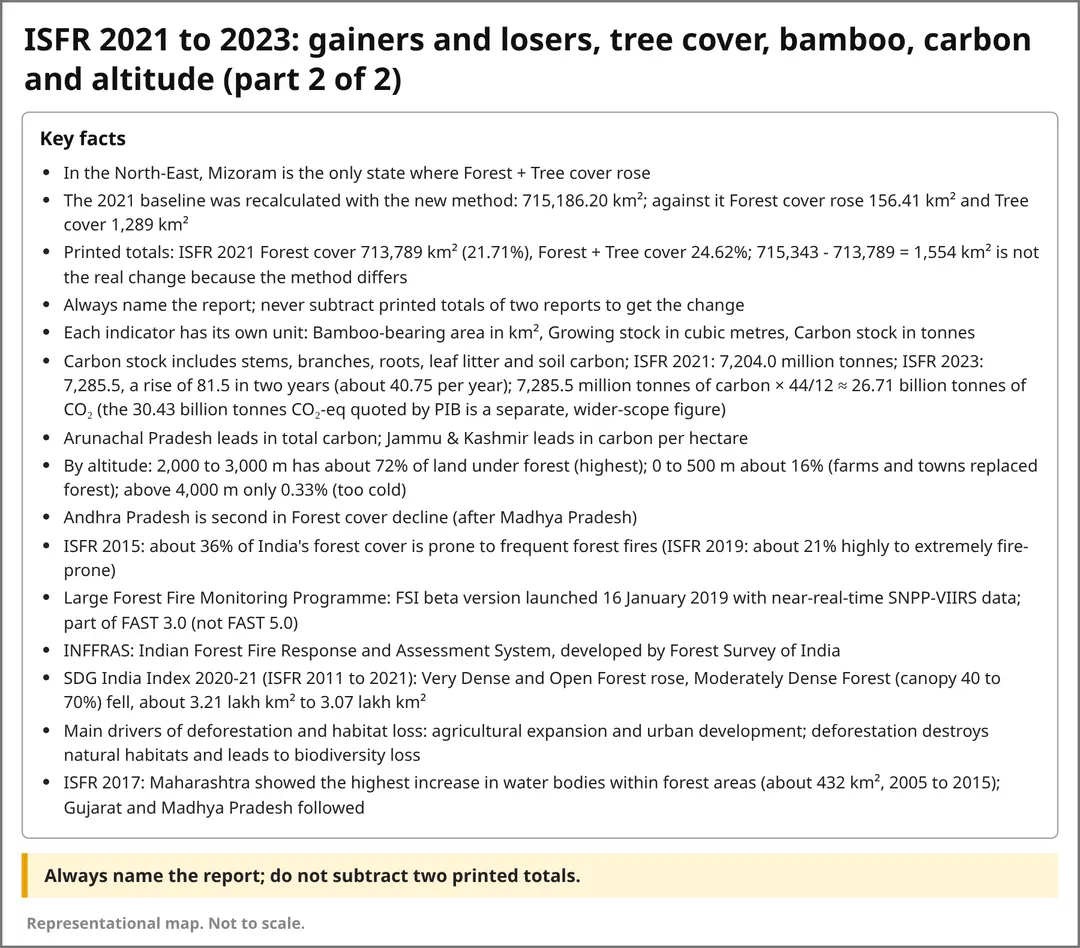 ISFR 2021 to 2023: gainers and losers, tree cover, bamboo, carbon
and altitude (part 2 of 2)
Key facts
• In the North-East, Mizoram is the only state where Forest + Tree cover rose
• The 2021 baseline was recalculated with the new method: 715,186.20 km²; against it Forest cover rose 156.41 km² and Tree
cover 1,289 km²
• Printed totals: ISFR 2021 Forest cover 713,789 km² (21.71%), Forest + Tree cover 24.62%; 715,343 - 713,789 = 1,554 km² is not
the real change because the method differs
• Always name the report; never subtract printed totals of two reports to get the change
• Each indicator has its own unit: Bamboo-bearing area in km², Growing stock in cubic metres, Carbon stock in tonnes
• Carbon stock includes stems, branches, roots, leaf litter and soil carbon; ISFR 2021: 7,204.0 million tonnes; ISFR 2023:
7,285.5, a rise of 81.5 in two years (about 40.75 per year); 7,285.5 million tonnes of carbon × 44/12 ≈ 26.71 billion tonnes of
CO₂ (the 30.43 billion tonnes CO₂-eq quoted by PIB is a separate, wider-scope figure)
• Arunachal Pradesh leads in total carbon; Jammu & Kashmir leads in carbon per hectare
• By altitude: 2,000 to 3,000 m has about 72% of land under forest (highest); 0 to 500 m about 16% (farms and towns replaced
forest); above 4,000 m only 0.33% (too cold)
• Andhra Pradesh is second in Forest cover decline (after Madhya Pradesh)
• ISFR 2015: about 36% of India's forest cover is prone to frequent forest fires (ISFR 2019: about 21% highly to extremely fire-
prone)
• Large Forest Fire Monitoring Programme: FSI beta version launched 16 January 2019 with near-real-time SNPP-VIIRS data;
part of FAST 3.0 (not FAST 5.0)
• INFFRAS: Indian Forest Fire Response and Assessment System, developed by Forest Survey of India
• SDG India Index 2020-21 (ISFR 2011 to 2021): Very Dense and Open Forest rose, Moderately Dense Forest (canopy 40 to
70%) fell, about 3.21 lakh km² to 3.07 lakh km²
• Main drivers of deforestation and habitat loss: agricultural expansion and urban development; deforestation destroys
natural habitats and leads to biodiversity loss
• ISFR 2017: Maharashtra showed the highest increase in water bodies within forest areas (about 432 km², 2005 to 2015);
Gujarat and Madhya Pradesh followed
Always name the report; do not subtract two printed totals.
Representational map. Not to scale.